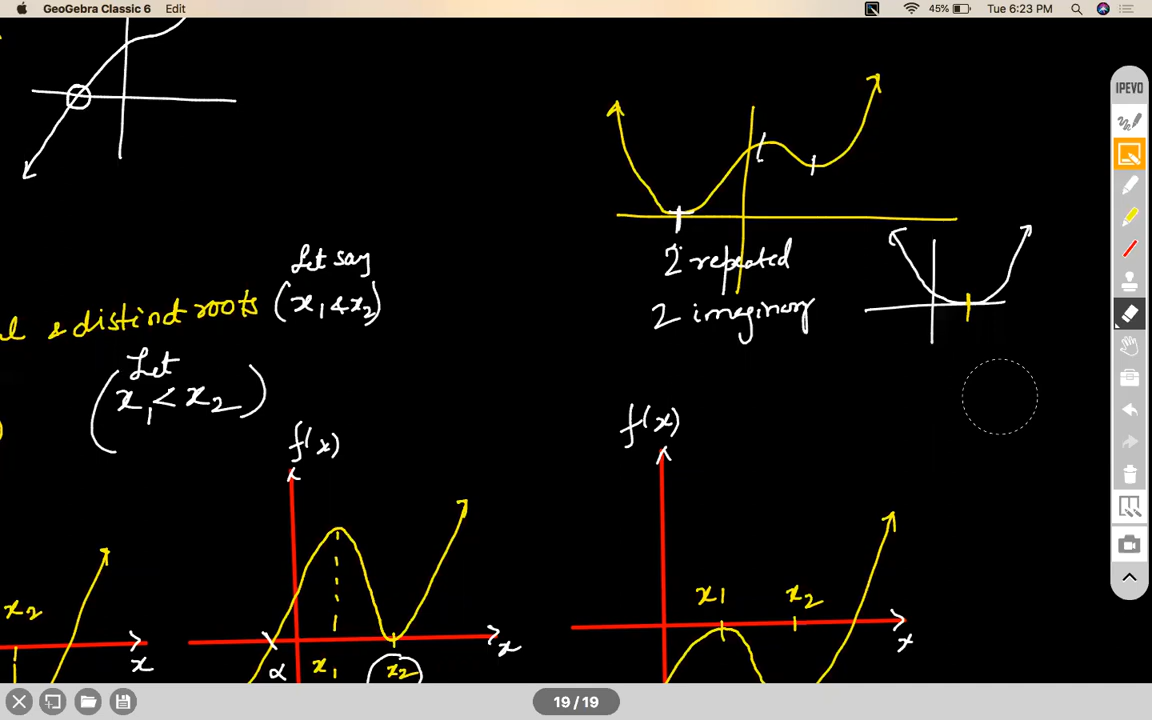 GeoGebra Classic 6 Edit
45% Tue 6:23 PM
IPEVO
2 repeated
2 imaginary
Let say
& distinct roots (x₁ & x₂)
Let
(x₁ < x₂)
f(x)
f(x)
x₂
x₁
x₂
x
x
x
α
x₁
x₂
19 / 19